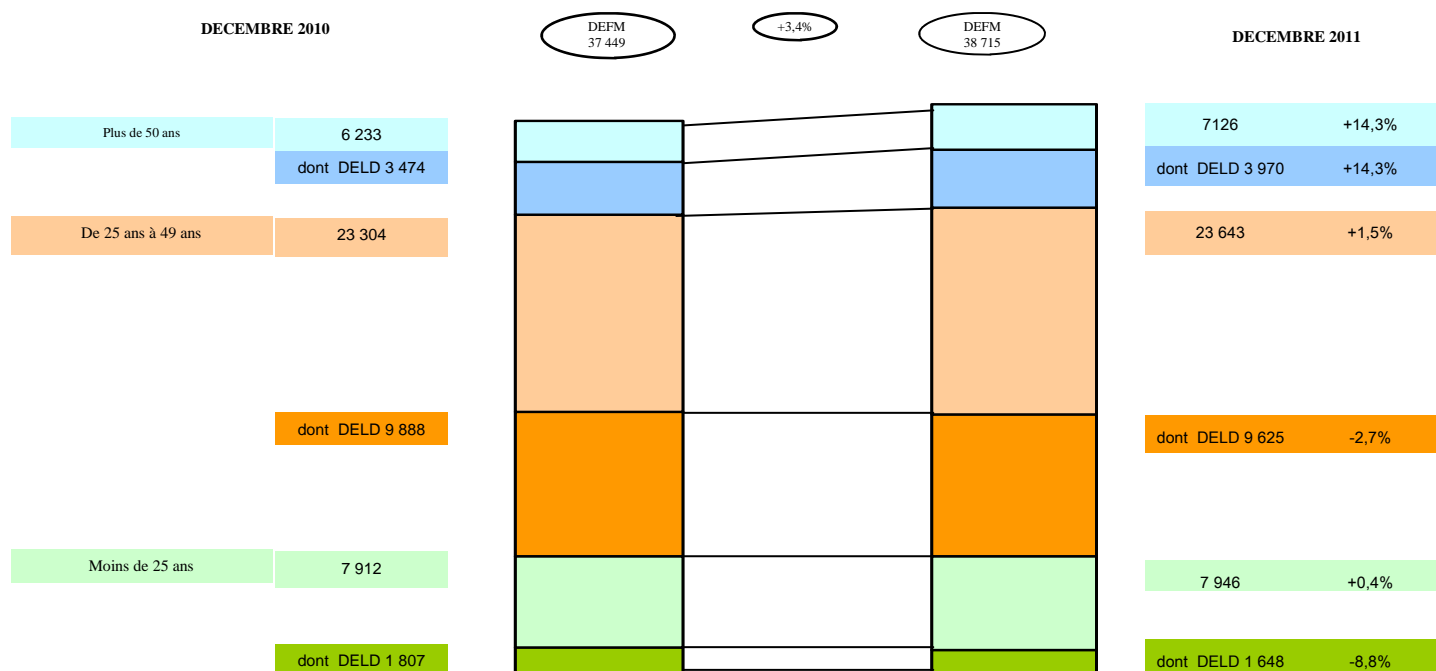 DECEMBRE 2010
DEFM
37 449
+3,4%
DEFM
38 715
DECEMBRE 2011
Plus de 50 ans 6 233
dont DELD 3 474
7126 +14,3%
dont DELD 3 970 +14,3%
De 25 ans à 49 ans 23 304
23 643 +1,5%
dont DELD 9 888
dont DELD 9 625 -2,7%
Moins de 25 ans 7 912
7 946 +0,4%
dont DELD 1 807
dont DELD 1 648 -8,8%